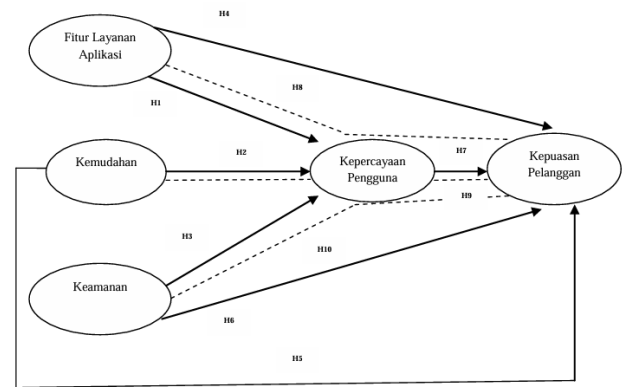 H4
Fitur Layanan
Aplikasi
H8
H1
H2
H7
Kemudahan
Kepercayaan
Pengguna
Kepuasan
Pelanggan
H9
H3
H10
Keamanan
H6
H5